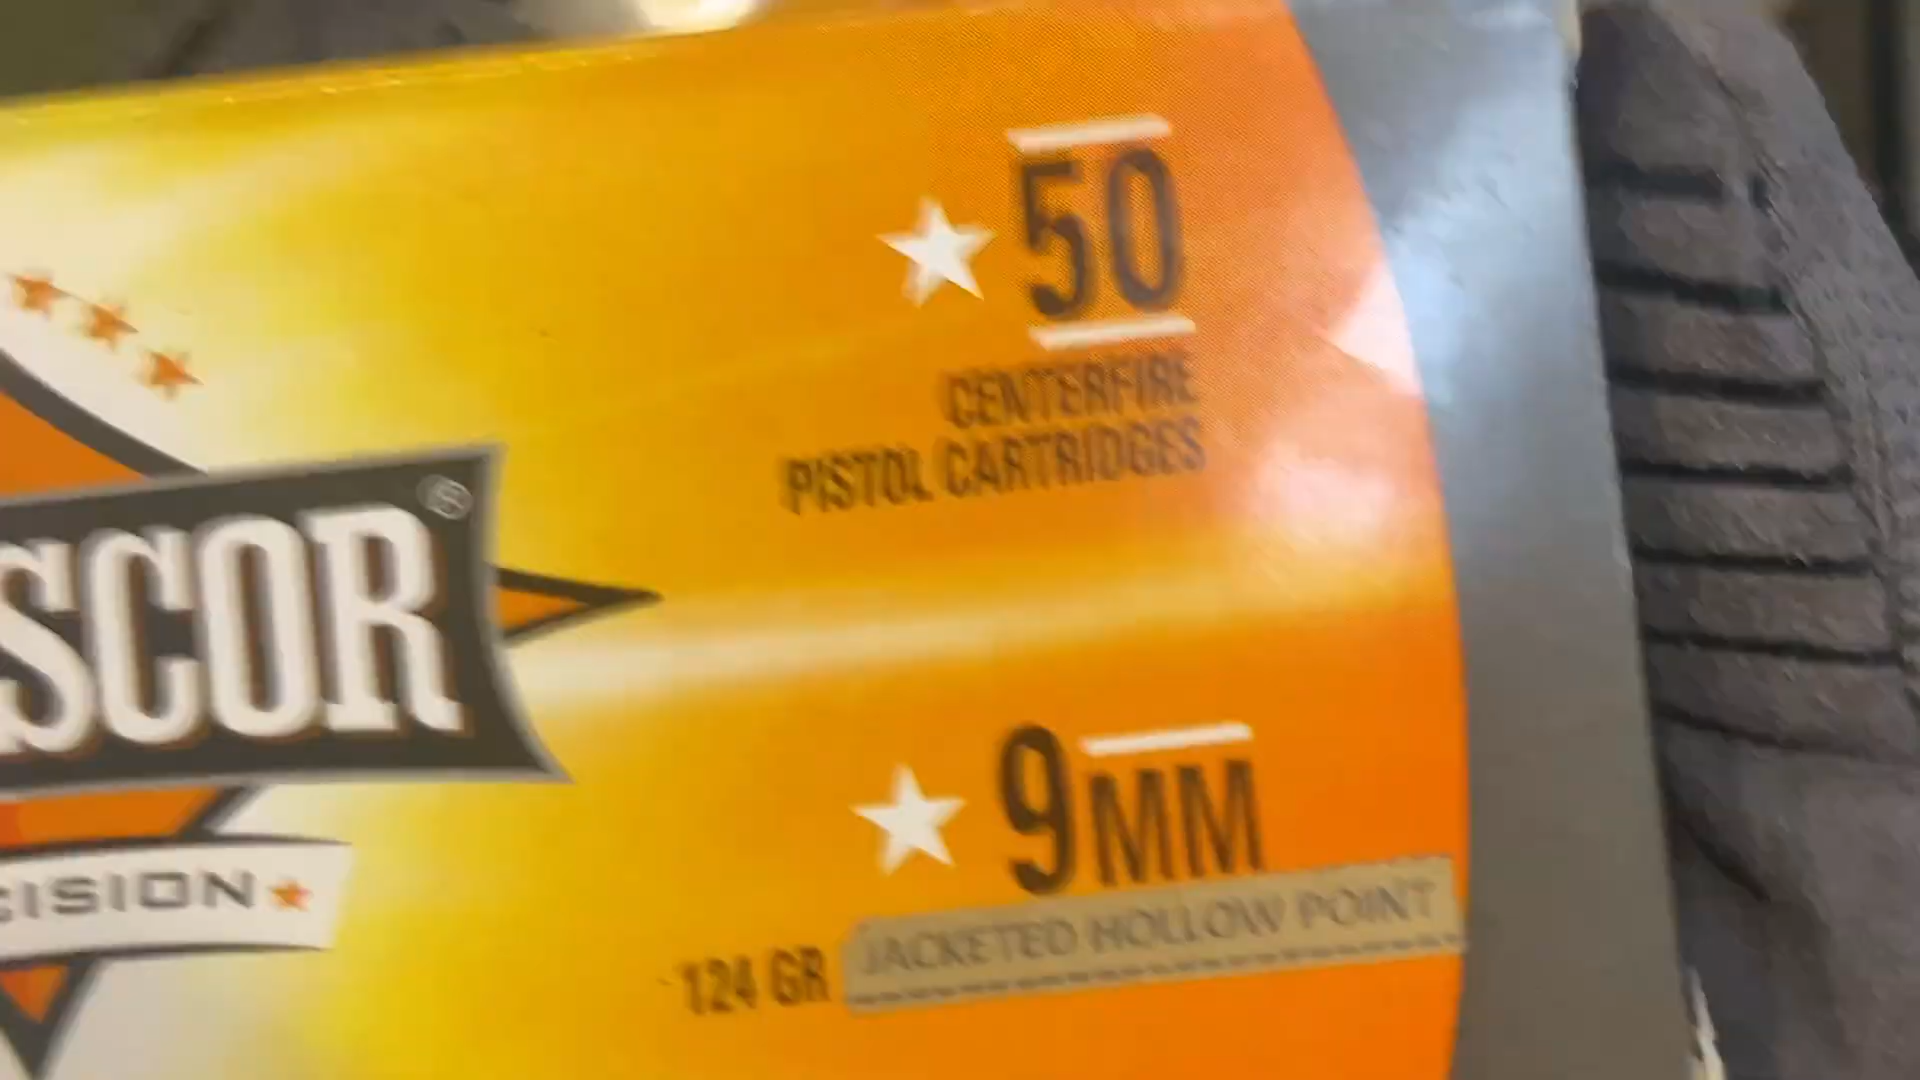 50
CENTERFIRE
PISTOL CARTRIDGES
SCOR®
CISION
9MM
124 GR JACKETED HOLLOW POINT